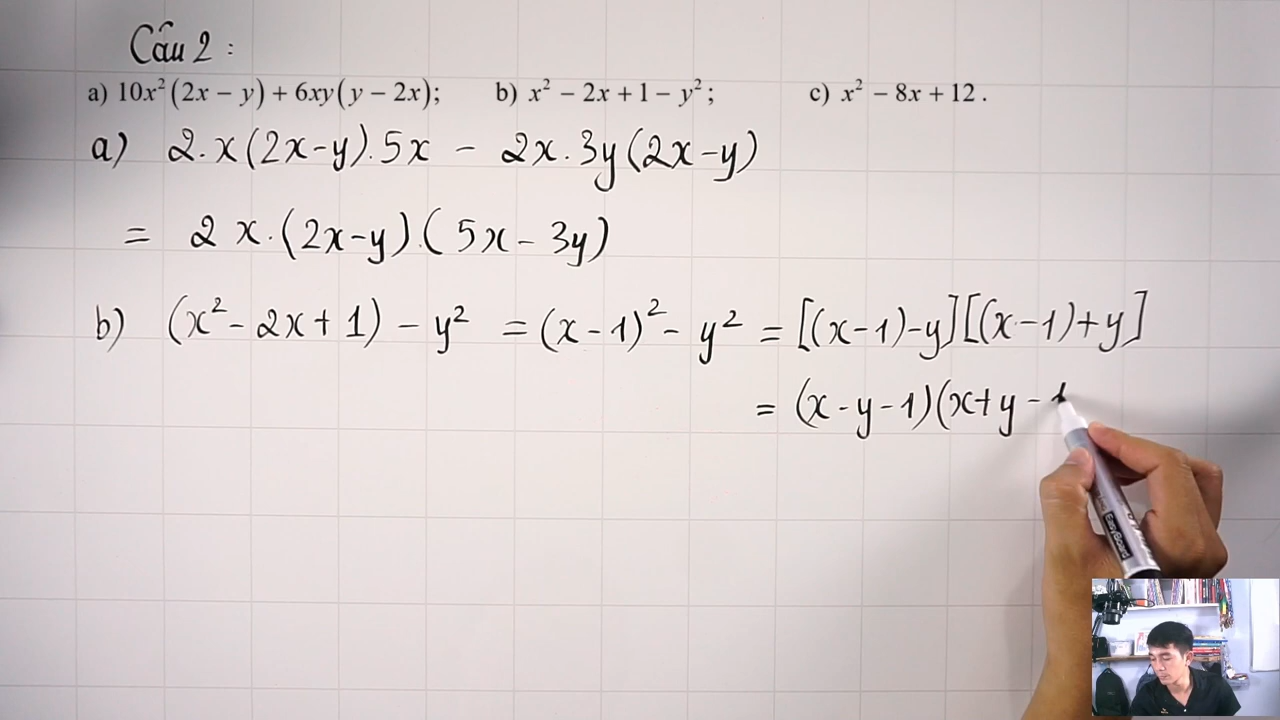 Câu 2 :
a) 10x² (2x − y) + 6xy(y − 2x); b) x² − 2x + 1 − y² ; c) x² − 8x + 12 .
a) 2.x(2x-y).5x - 2x.3y(2x-y)
= 2x.(2x-y).(5x-3y)
b) (x²-2x+1)-y² =(x-1)²-y² =[(x-1)-y][(x-1)+y]
= (x-y-1)(x+y-1
EasyBoard